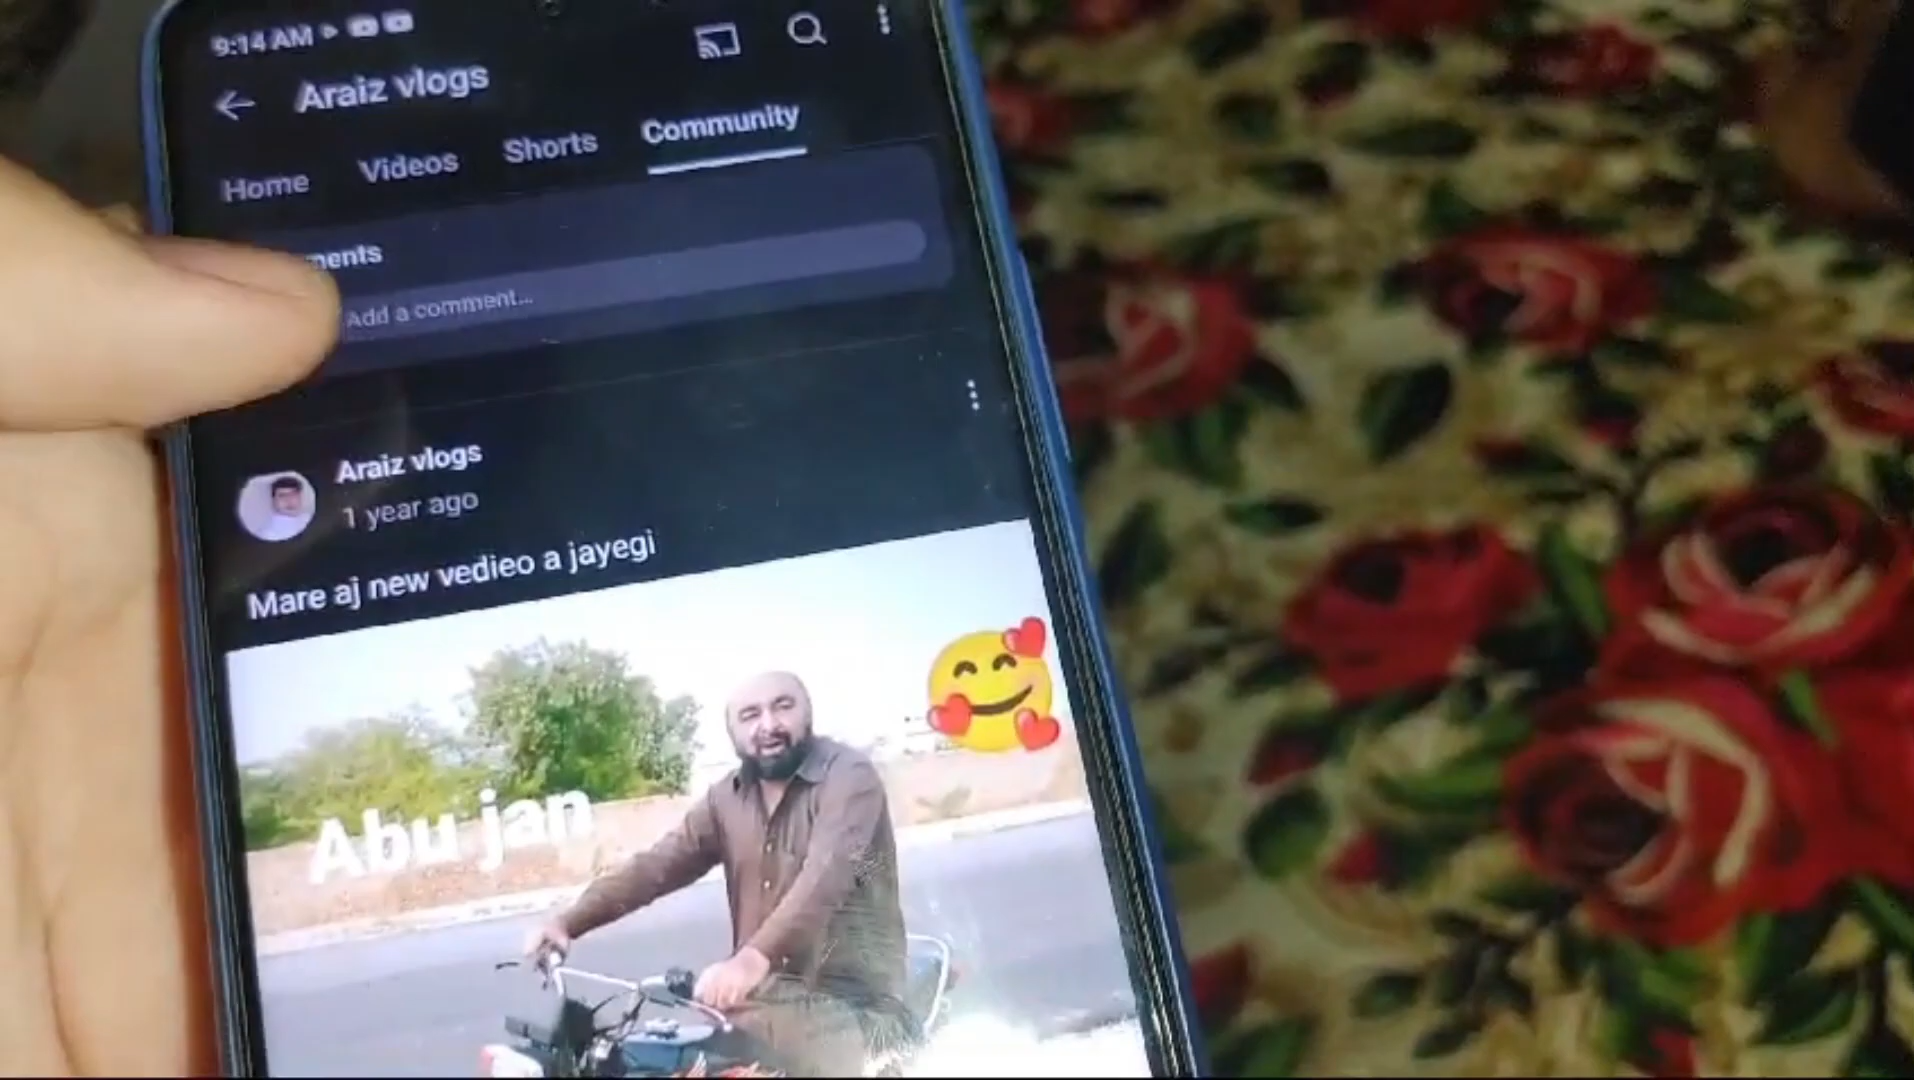 9:14 AM
Araiz vlogs
Home Videos Shorts Community
ments
Add a comment...
Araiz vlogs
1 year ago
Mare aj new vedieo a jayegi
Abu jan